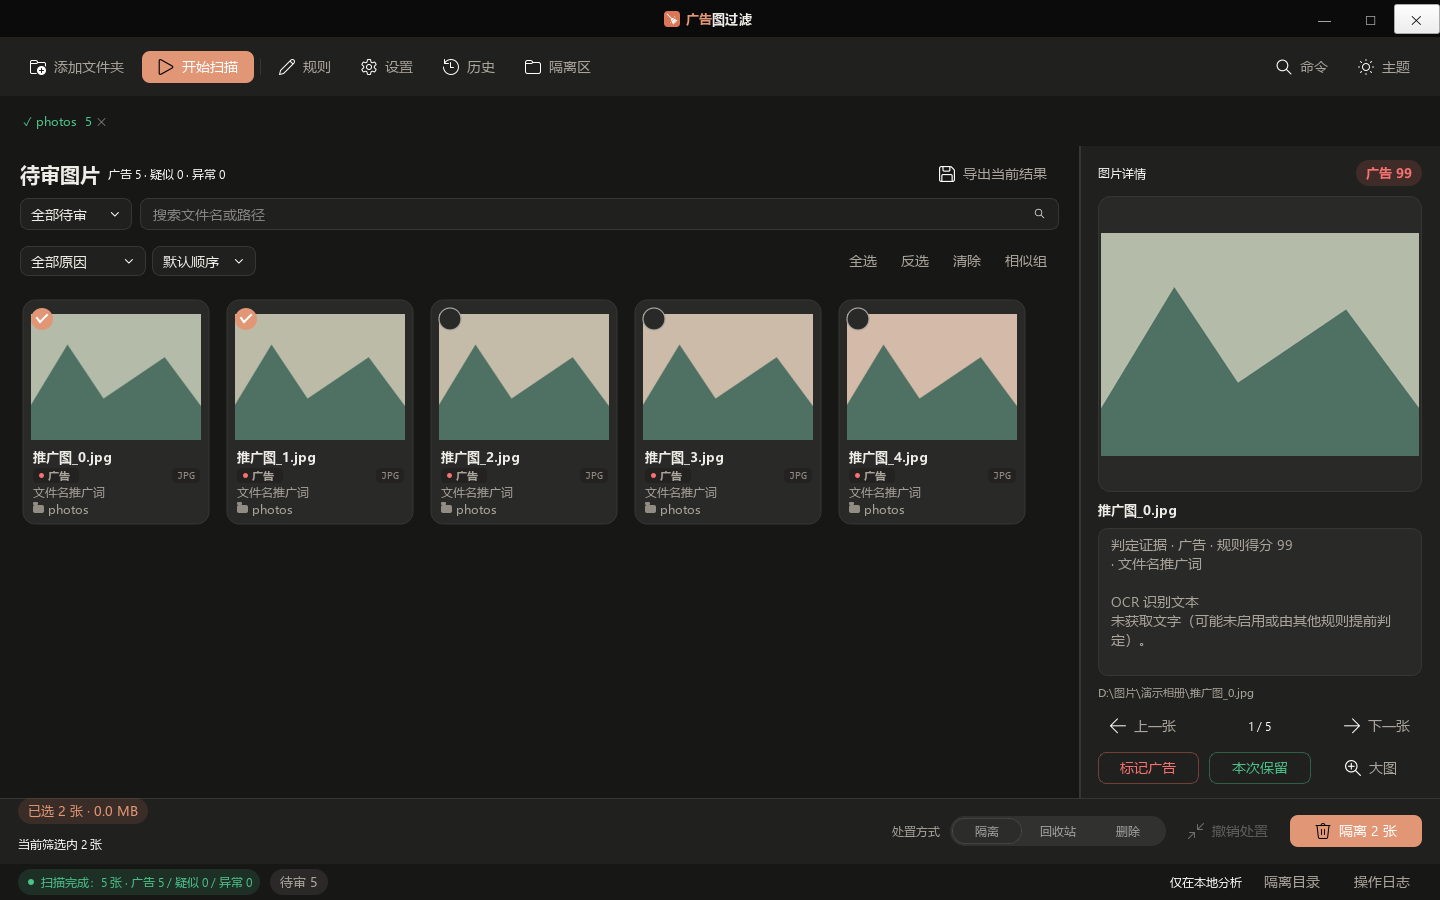 广告图过滤
添加文件夹
开始扫描
规则
设置
历史
隔离区
命令
主题
photos 5
待审图片
广告 5 · 疑似 0 · 异常 0
导出当前结果
全部待审
搜索文件名或路径
全部原因
默认顺序
全选
反选
清除
相似组
推广图_0.jpg
广告
JPG
文件名推广词
photos
推广图_1.jpg
广告
JPG
文件名推广词
photos
推广图_2.jpg
广告
JPG
文件名推广词
photos
推广图_3.jpg
广告
JPG
文件名推广词
photos
推广图_4.jpg
广告
JPG
文件名推广词
photos
图片详情
广告 99
推广图_0.jpg
判定证据 · 广告 · 规则得分 99
· 文件名推广词
OCR 识别文本
未获取文字（可能未启用或由其他规则提前判
定）。
D:\图片\演示相册\推广图_0.jpg
上一张
1 / 5
下一张
标记广告
本次保留
大图
已选 2 张 · 0.0 MB
当前筛选内 2 张
处置方式
隔离
回收站
删除
撤销处置
隔离 2 张
扫描完成：5 张 · 广告 5 / 疑似 0 / 异常 0
待审 5
仅在本地分析
隔离目录
操作日志